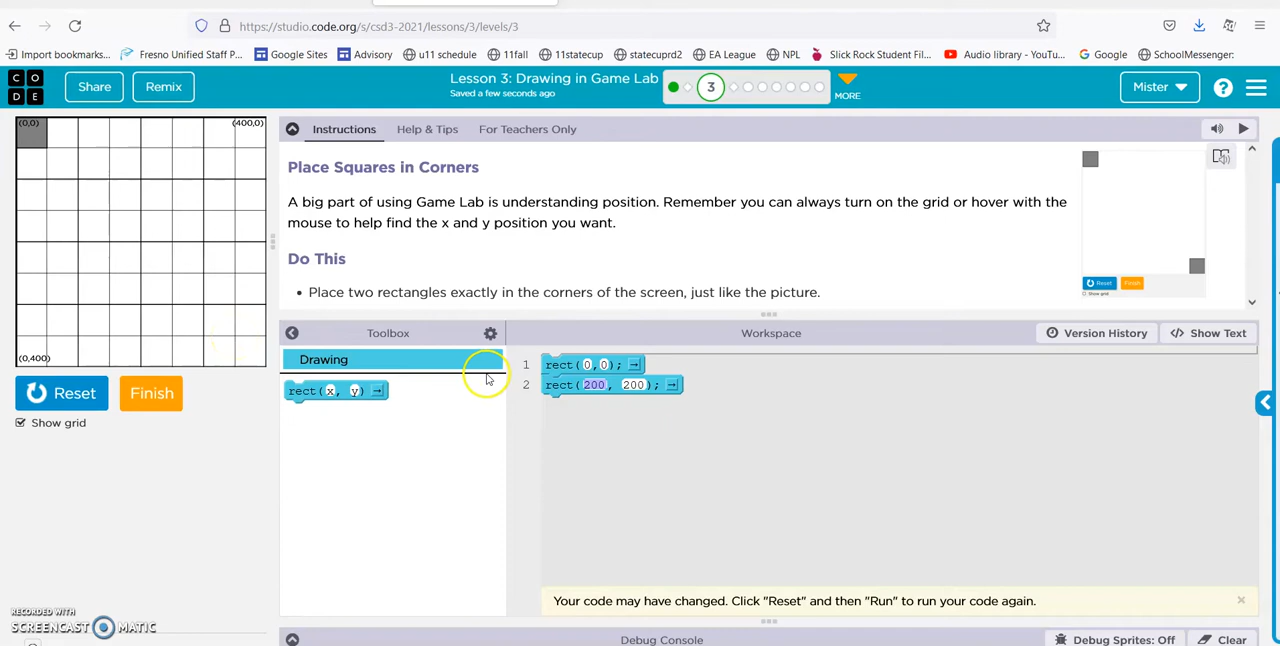 https://studio.code.org/s/csd3-2021/lessons/3/levels/3
Import bookmarks... Fresno Unified Staff P... Google Sites Advisory u11 schedule 11fall 11statecup statecuprd2 EA League NPL Slick Rock Student Fil... Audio library - YouTu... Google SchoolMessenger:
C O D E
Share
Remix
Lesson 3: Drawing in Game Lab
Saved a few seconds ago
3
MORE
Mister
?
(0,0)
(400,0)
(0,400)
Reset
Finish
Show grid
Instructions
Help & Tips
For Teachers Only
Place Squares in Corners
A big part of using Game Lab is understanding position. Remember you can always turn on the grid or hover with the
mouse to help find the x and y position you want.
Do This
• Place two rectangles exactly in the corners of the screen, just like the picture.
Reset
Finish
Show grid
Toolbox
Workspace
Version History
</> Show Text
Drawing
rect( x, y)
1 rect( 0,0);
2 rect( 200, 200);
Your code may have changed. Click "Reset" and then "Run" to run your code again.
Debug Console
Debug Sprites: Off
Clear
RECORDED WITH
SCREENCAST MATIC